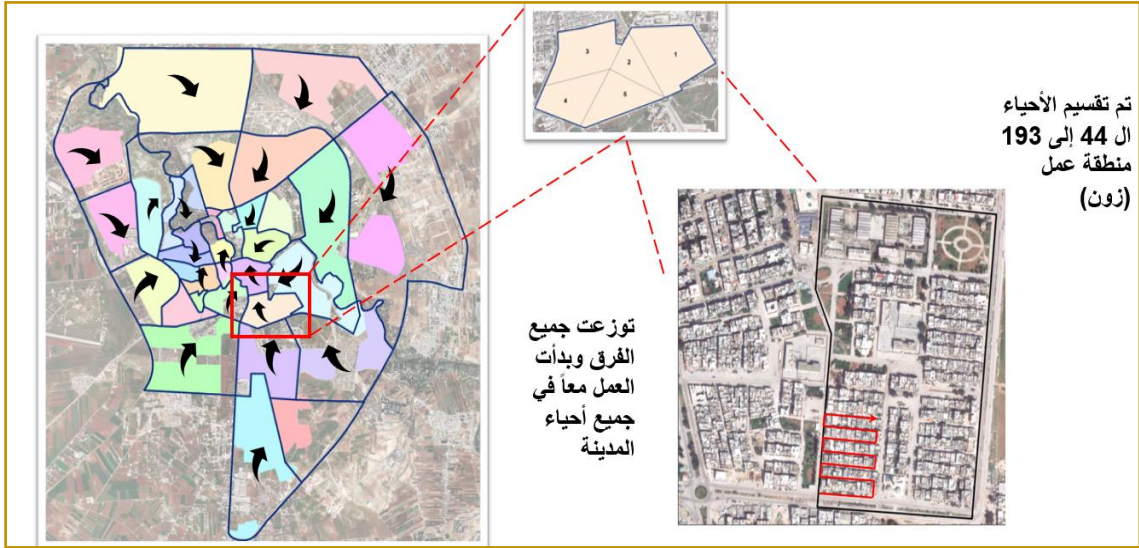 تم تقسيم الأحياء
ال 44 إلى 193
منطقة عمل
(زون)
3
1
2
4
5
توزعت جميع
الفرق وبدأت
العمل معاً في
جميع أحياء
المدينة